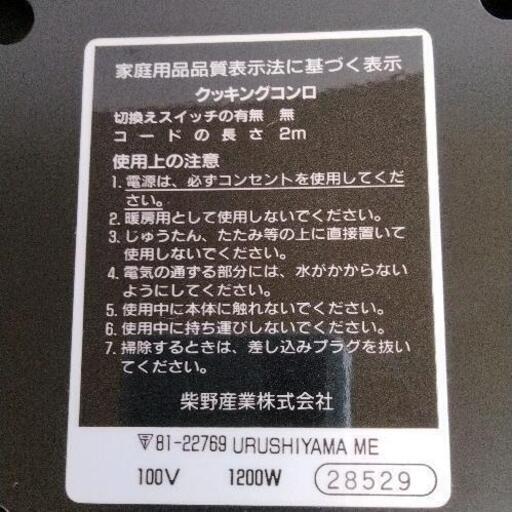 家庭用品品質表示法に基づく表示
クッキングコンロ
切換えスイッチの有無 無
コードの長さ 2m
使用上の注意
1. 電源は、必ずコンセントを使用してくだ
さい。
2. 暖房用として使用しないでください。
3. じゅうたん、たたみ等の上に直接置いて
使用しないでください。
4. 電気の通ずる部分には、水がかからない
ようにしてください。
5. 使用中に本体に触れないでください。
6. 使用中に持ち運びしないでください。
7. 掃除するときは、差し込みプラグを抜い
てください。
柴野産業株式会社
81-22769 URUSHIYAMA ME
100V 1200W 28529